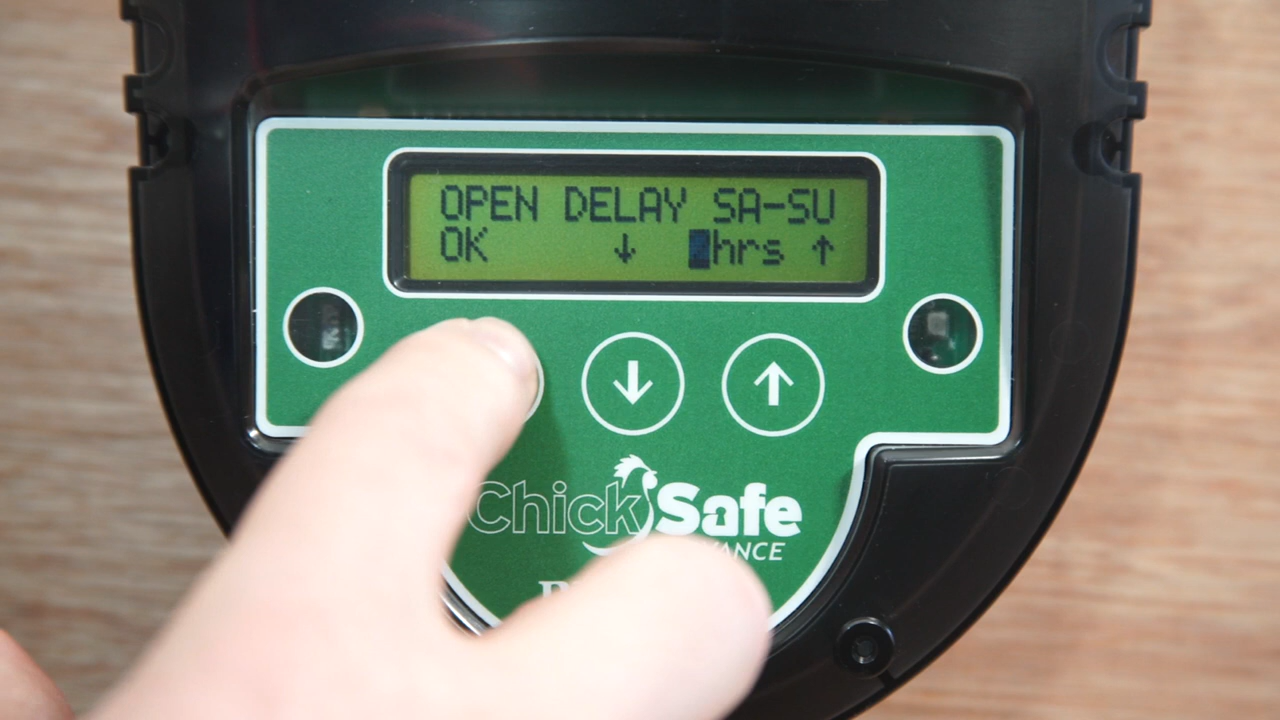 OPEN DELAY SA-SU
OK ↓ hrs ↑
↓ ↑
ChickSafe